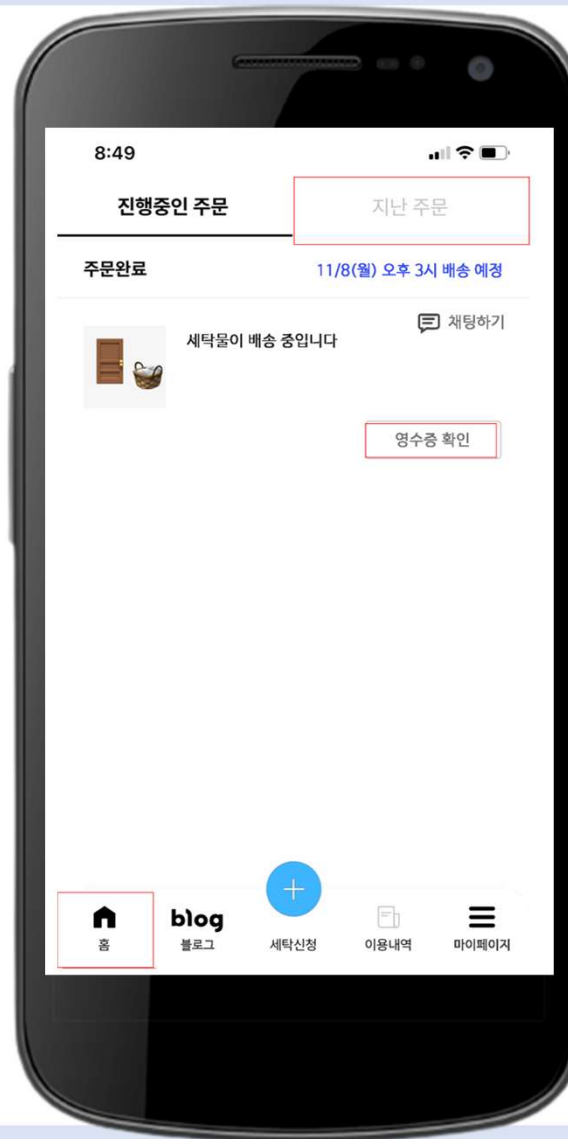 8:49
진행중인 주문
지난 주문
주문완료
11/8(월) 오후 3시 배송 예정
채팅하기
세탁물이 배송 중입니다
영수증 확인
blog
홈
블로그
세탁신청
이용내역
마이페이지